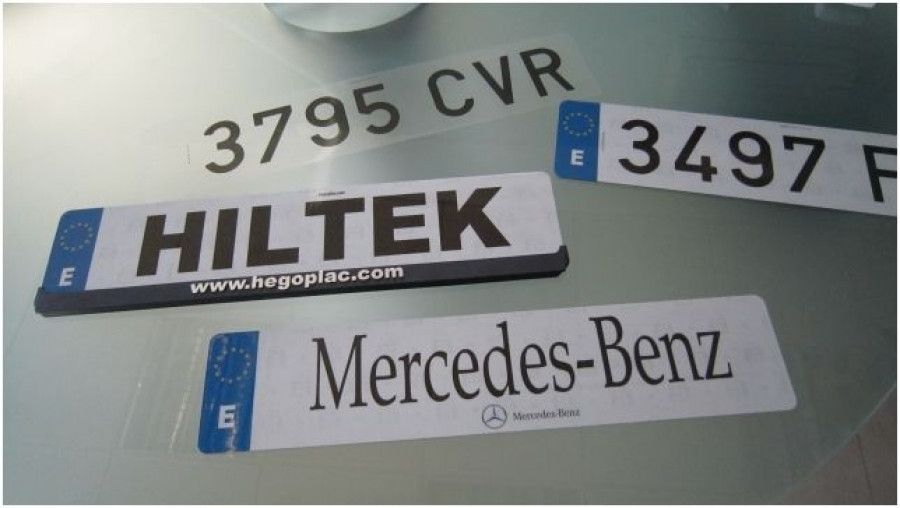 3795 CVR
E 3497 F
E HILTEK
www.hegoplac.com
E Mercedes-Benz
Mercedes-Benz